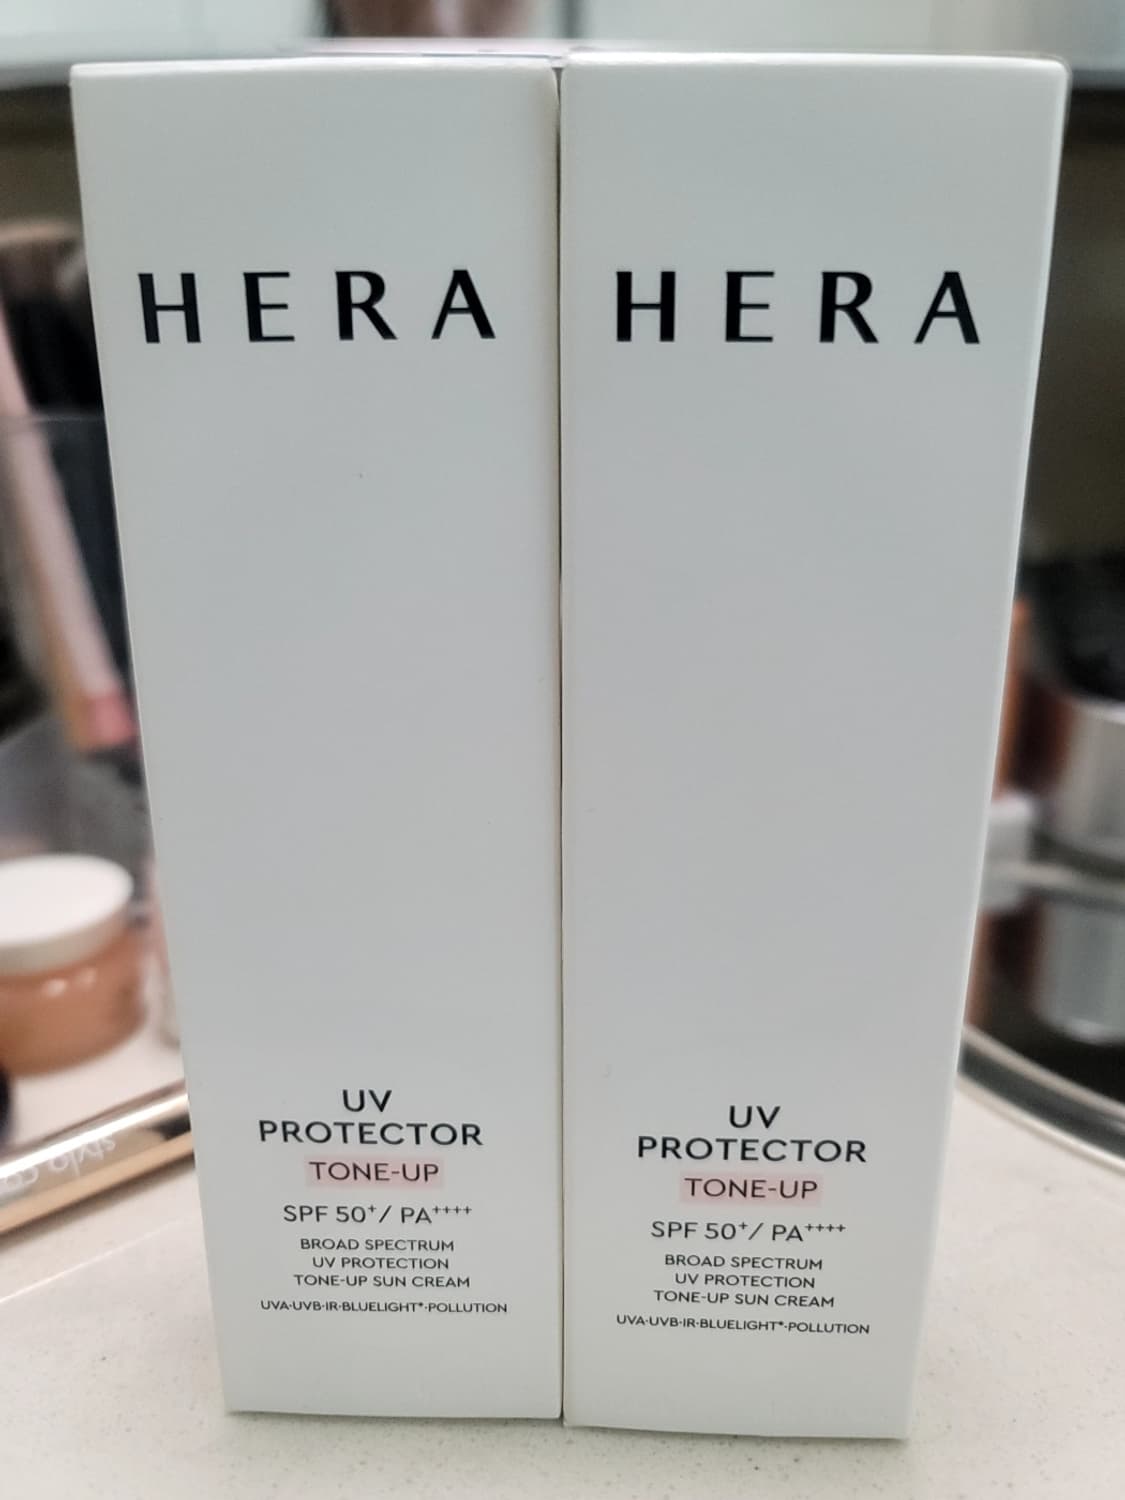 HERA
UV
PROTECTOR
TONE-UP
SPF 50⁺/ PA⁺⁺⁺⁺
BROAD SPECTRUM
UV PROTECTION
TONE-UP SUN CREAM
UVA·UVB·IR·BLUELIGHT*·POLLUTION
HERA
UV
PROTECTOR
TONE-UP
SPF 50⁺/ PA⁺⁺⁺⁺
BROAD SPECTRUM
UV PROTECTION
TONE-UP SUN CREAM
UVA·UVB·IR·BLUELIGHT*·POLLUTION